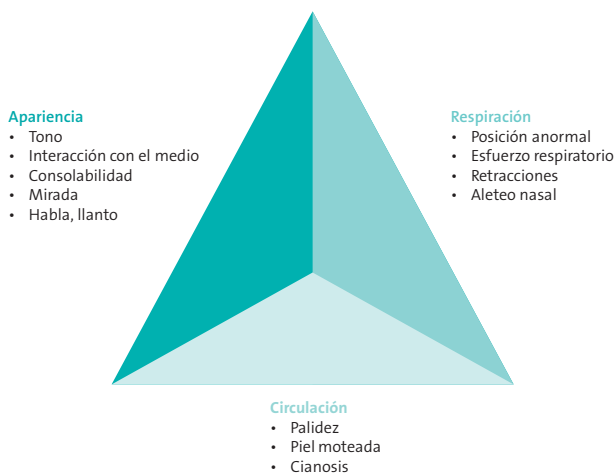 Apariencia
• Tono
• Interacción con el medio
• Consolabilidad
• Mirada
• Habla, llanto
Respiración
• Posición anormal
• Esfuerzo respiratorio
• Retracciones
• Aleteo nasal
Circulación
• Palidez
• Piel moteada
• Cianosis